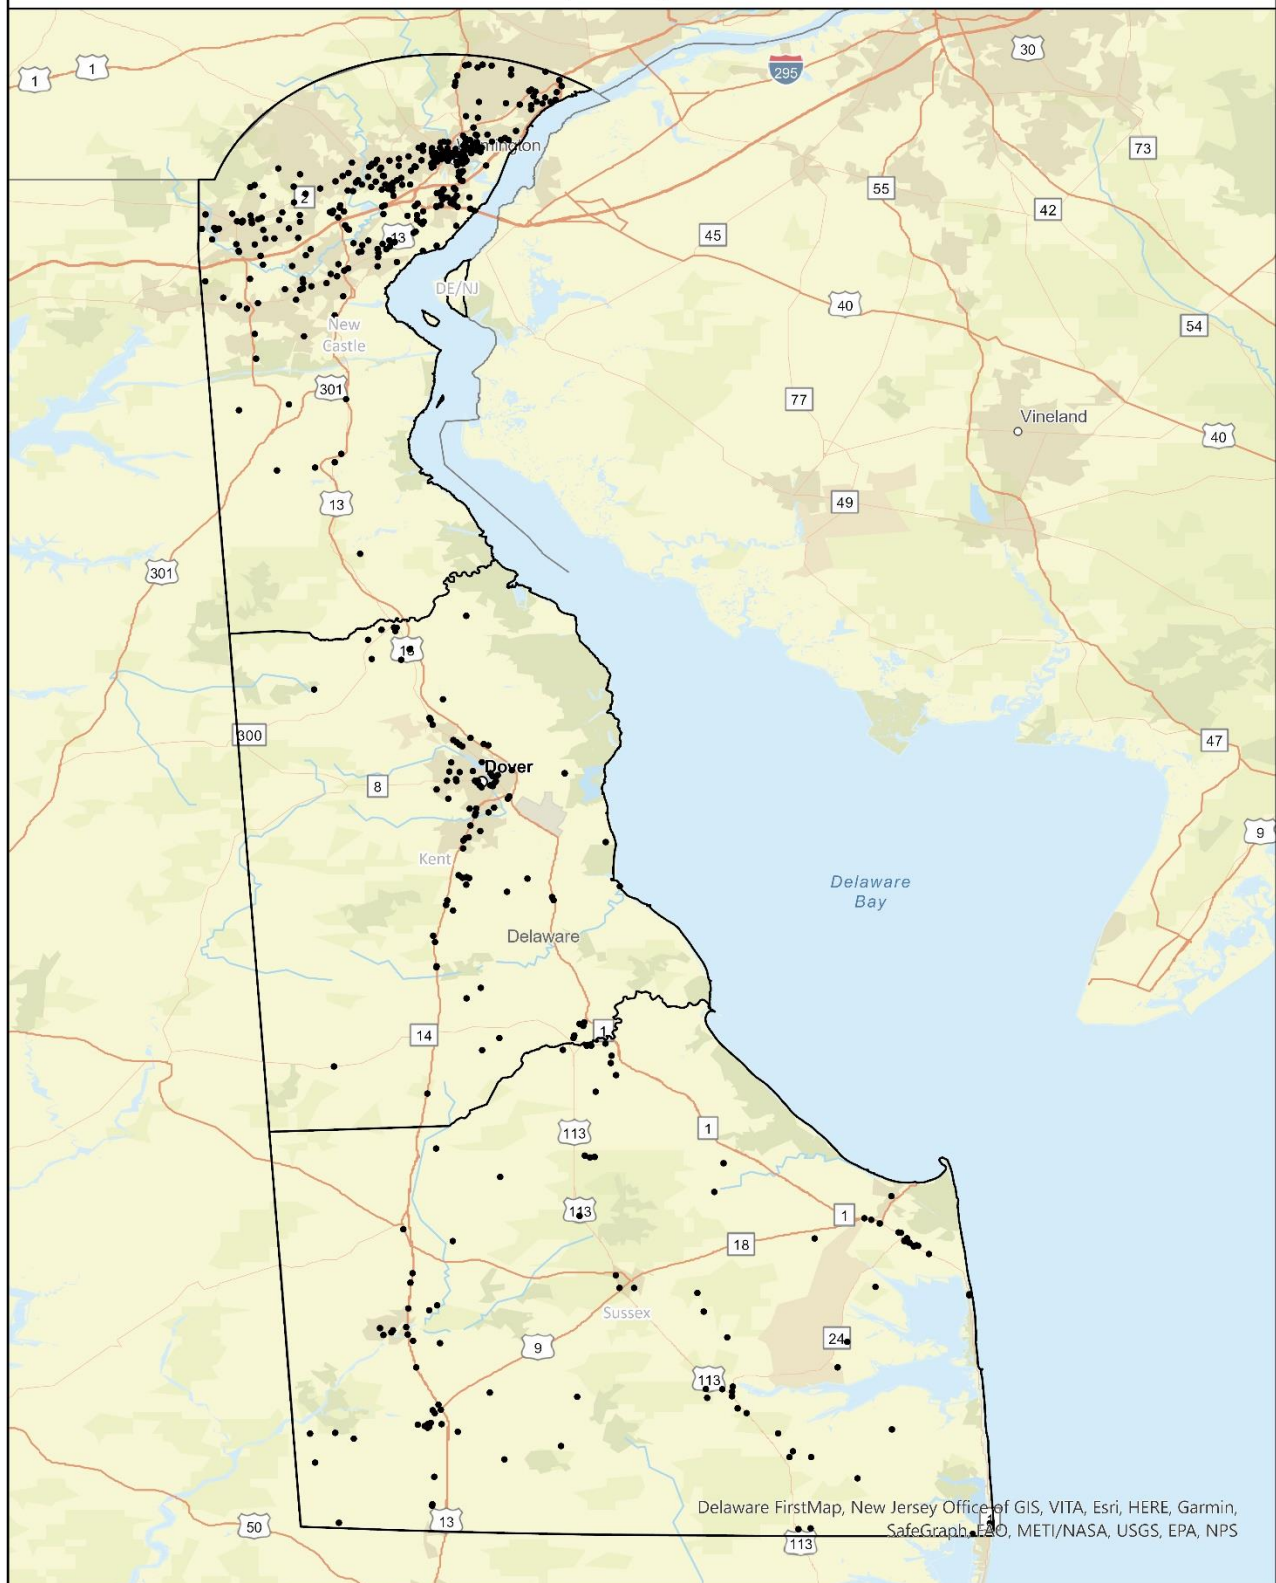 30
1
1
295
73
Wilmington
55
2
42
45
13
DE/NJ
40
54
New
Castle
301
77
Vineland
40
49
13
301
13
300
47
Dover
8
9
Kent
Delaware
Bay
Delaware
14
1
113
1
113
1
18
Sussex
24
9
113
Delaware FirstMap, New Jersey Office of GIS, VITA, Esri, HERE, Garmin,
SafeGraph, FAO, METI/NASA, USGS, EPA, NPS
50
13
1
113